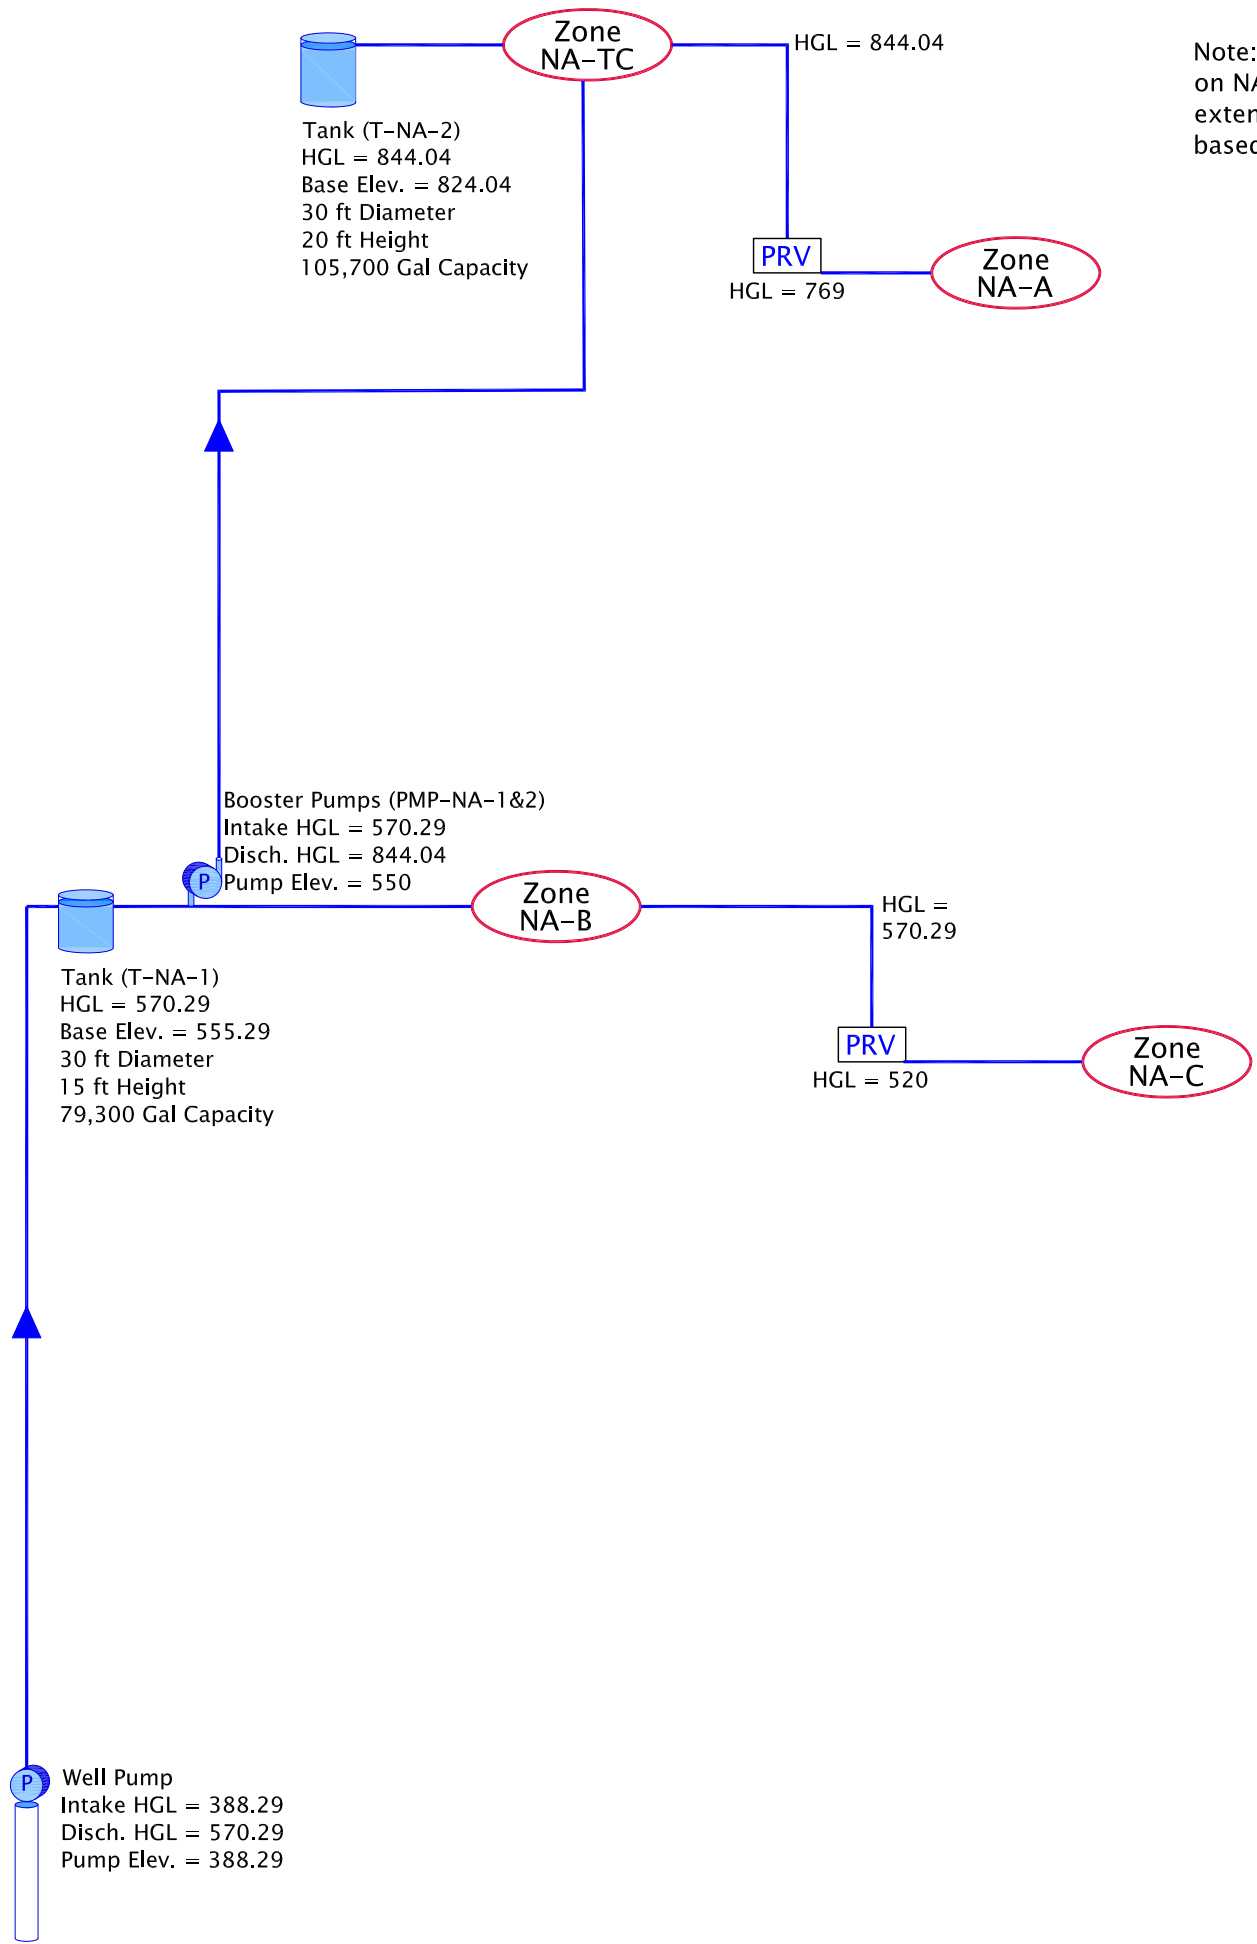 Zone
NA-TC
HGL = 844.04
Note:
on
exten
based
Tank (T-NA-2)
HGL = 844.04
Base Elev. = 824.04
30 ft Diameter
20 ft Height
105,700 Gal Capacity
PRV
HGL = 769
Zone
NA-A
Booster Pumps (PMP-NA-1&2)
Intake HGL = 570.29
Disch. HGL = 844.04
Pump Elev. = 550
P
Zone
NA-B
HGL =
570.29
Tank (T-NA-1)
HGL = 570.29
Base Elev. = 555.29
30 ft Diameter
15 ft Height
79,300 Gal Capacity
PRV
HGL = 520
Zone
NA-C
P
Well Pump
Intake HGL = 388.29
Disch. HGL = 570.29
Pump Elev. = 388.29